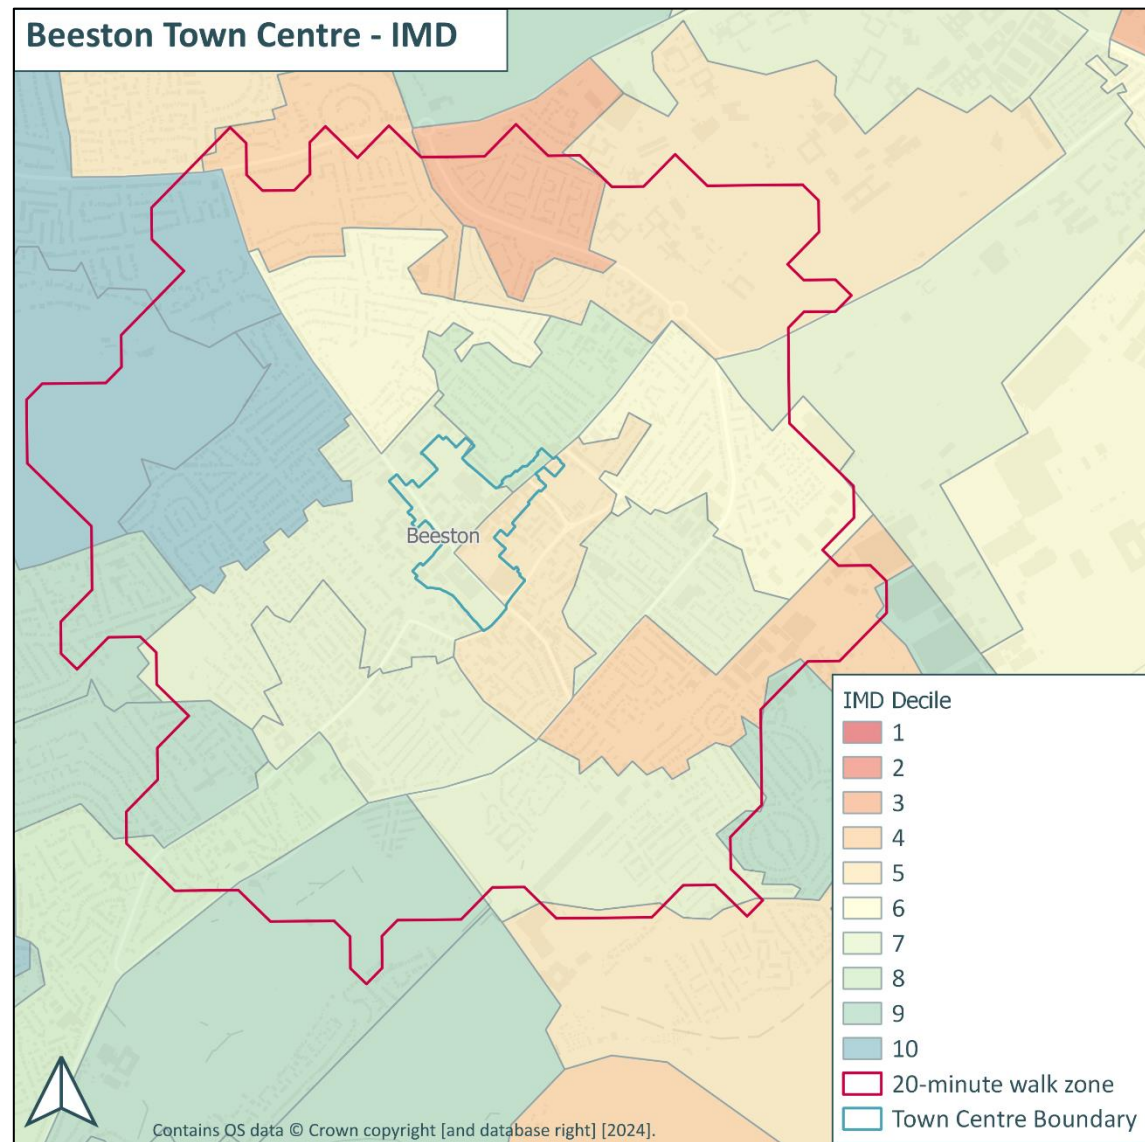 Beeston Town Centre - IMD
Beeston
IMD Decile
1
2
3
4
5
6
7
8
9
10
20-minute walk zone
Town Centre Boundary
Contains OS data © Crown copyright [and database right] [2024].